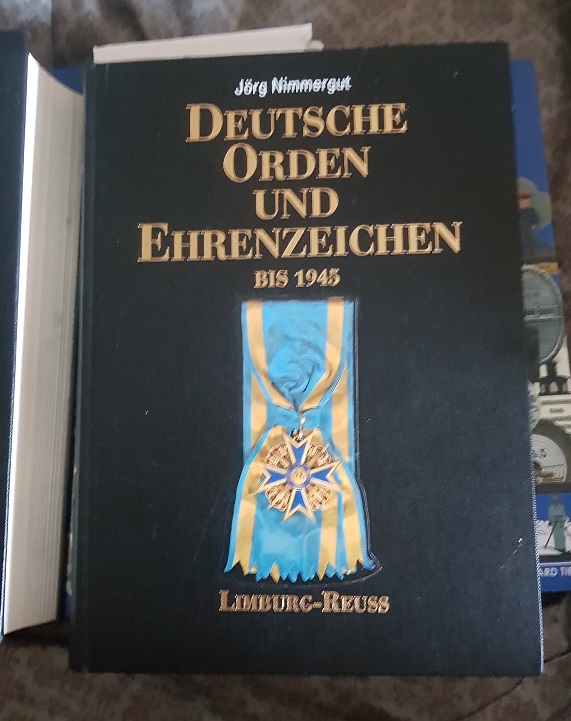 Jörg Nimmergut
DEUTSCHE
ORDEN
UND
EHRENZEICHEN
BIS 1945
LIMBURG-REUSS